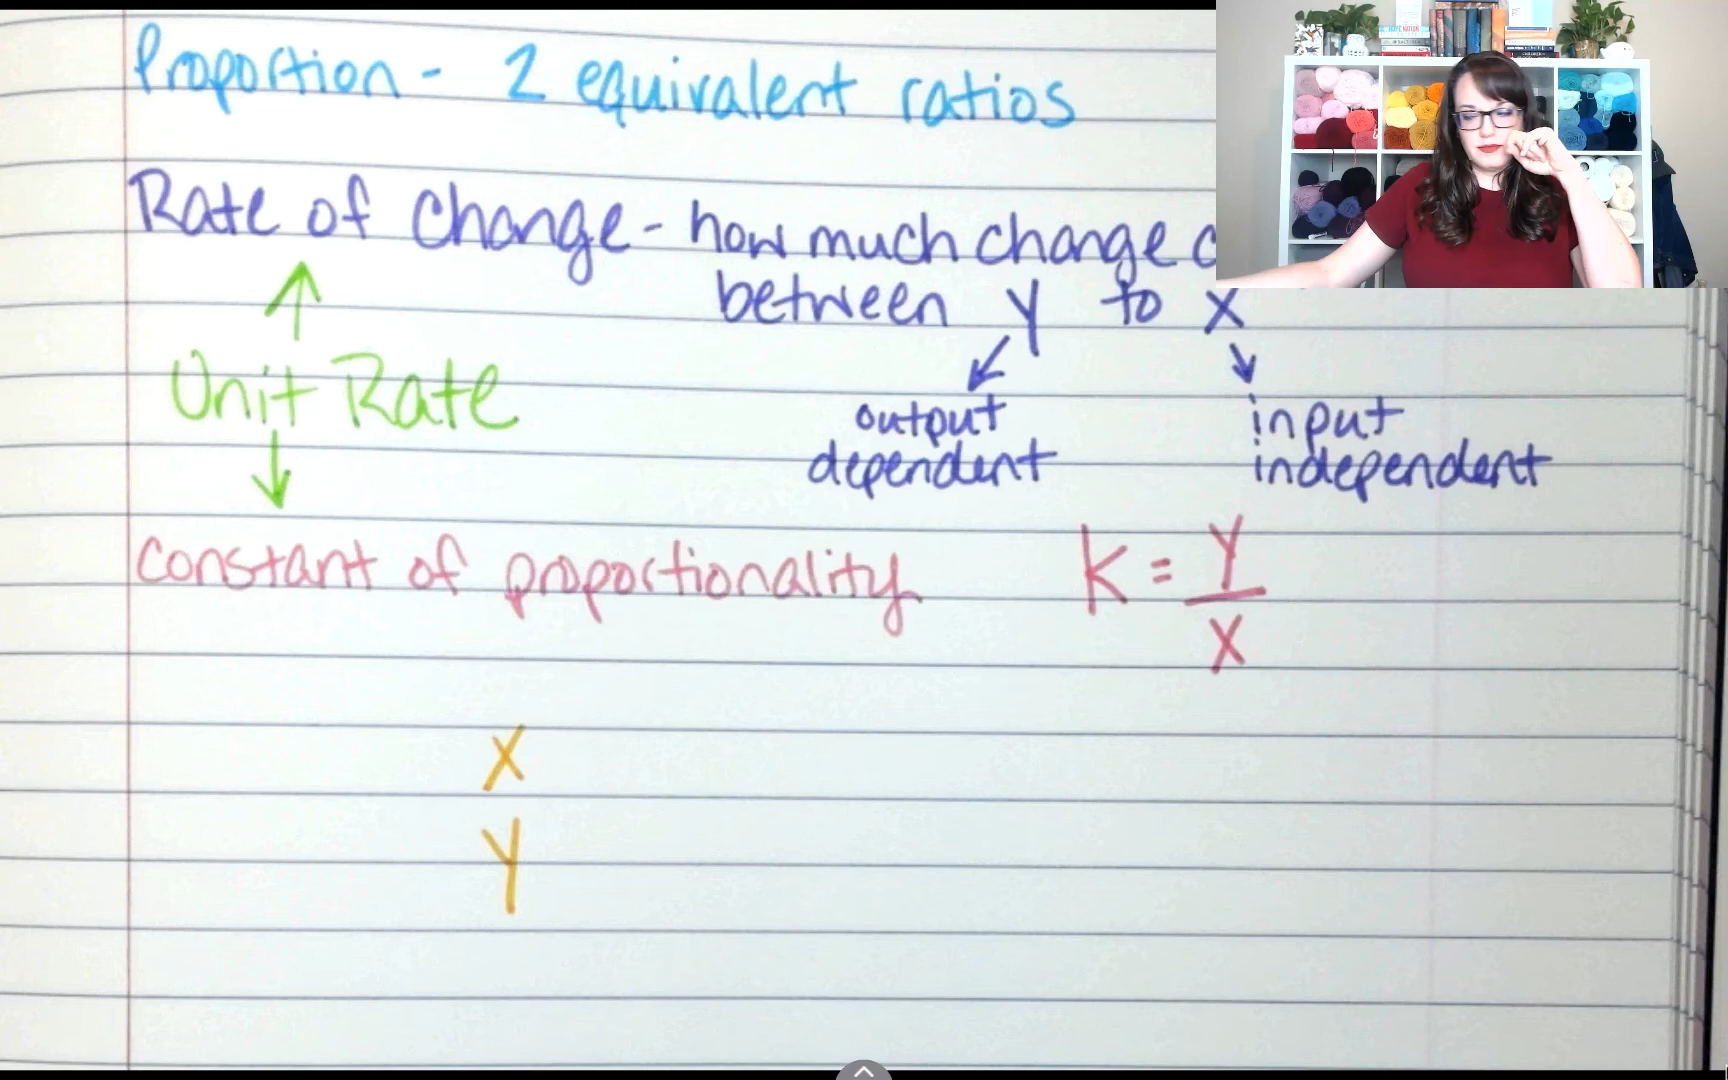 Proportion - 2 equivalent ratios
Rate of change - how much change
between y to x
Unit Rate
output
dependent
input
independent
constant of proportionality K = Y/X
X
Y